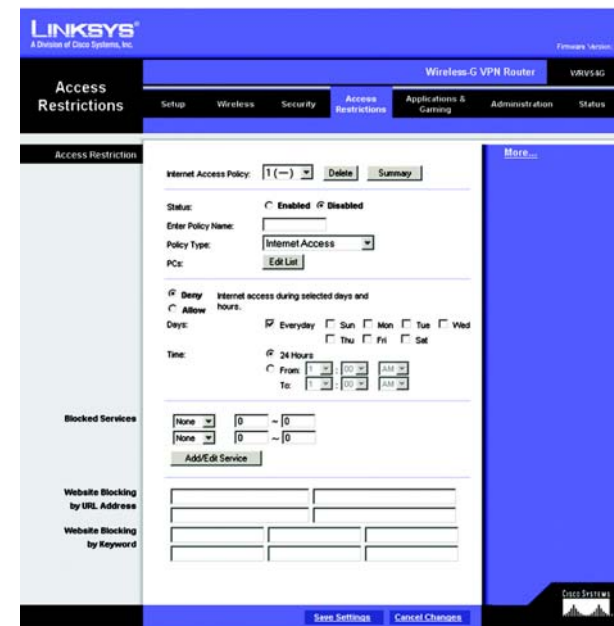 LINKSYS®
A Division of Cisco Systems, Inc.
Firmware Version:
Wireless-G VPN Router WRV54G
Access Restrictions
Setup Wireless Security Access Restrictions Applications & Gaming Administration Status
Access Restriction
More...
Internet Access Policy: 1 (—) Delete Summary
Status: Enabled Disabled
Enter Policy Name:
Policy Type: Internet Access
PCs: Edit List
Deny Internet access during selected days and
Allow hours.
Days: Everyday Sun Mon Tue Wed
Thu Fri Sat
Time: 24 Hours
From: 1 : 00 AM
To: 1 : 00 AM
Blocked Services
None 0 ~ 0
None 0 ~ 0
Add/Edit Service
Website Blocking
by URL Address
Website Blocking
by Keyword
Save Settings Cancel Changes
CISCO SYSTEMS